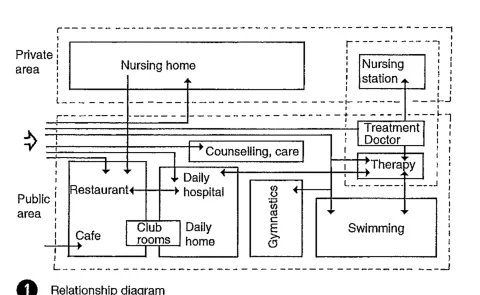 Private
area
Nursing home
Nursing
station
Treatment
Doctor
Counselling, care
Therapy
Public
area
Restaurant
Daily
hospital
Gymnastics
Swimming
Cafe
Club
rooms
Daily
home
1 Relationship diagram